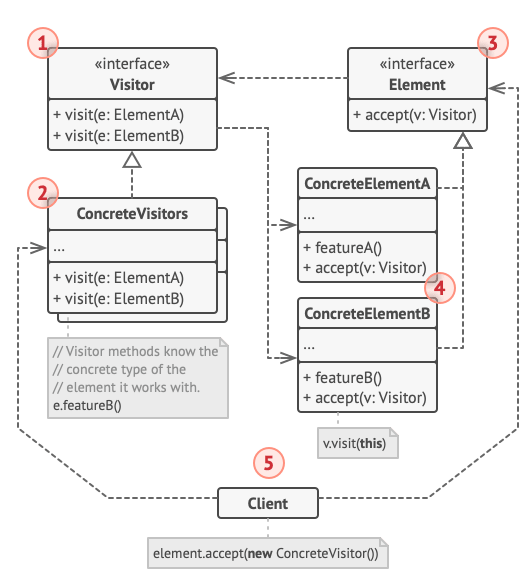 1
«interface»
Visitor
+ visit(e: ElementA)
+ visit(e: ElementB)
3
«interface»
Element
+ accept(v: Visitor)
2
ConcreteVisitors
...
+ visit(e: ElementA)
+ visit(e: ElementB)
// Visitor methods know the
// concrete type of the
// element it works with.
e.featureB()
ConcreteElementA
...
+ featureA()
+ accept(v: Visitor)
4
ConcreteElementB
...
+ featureB()
+ accept(v: Visitor)
v.visit(this)
5
Client
element.accept(new ConcreteVisitor())